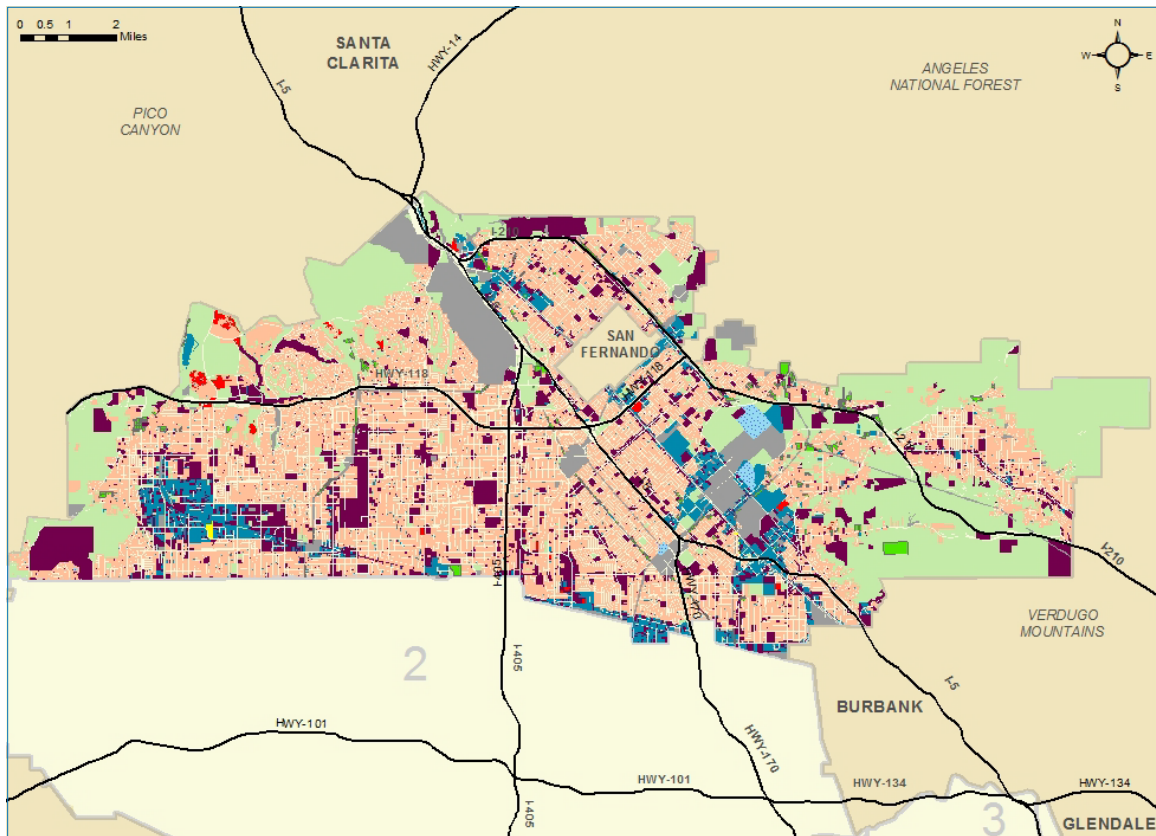 0 0.5 1 2
Miles
N
W E
S
SANTA
CLARITA
HWY-14
I-5
ANGELES
NATIONAL FOREST
PICO
CANYON
I-210
SAN
FERNANDO
HWY-118
HWY-118
I-210
I-405
I-210
HWY-170
VERDUGO
MOUNTAINS
2
I-405
I-5
BURBANK
HWY-101
HWY-170
HWY-101
HWY-134
HWY-134
I-405
3
GLENDALE